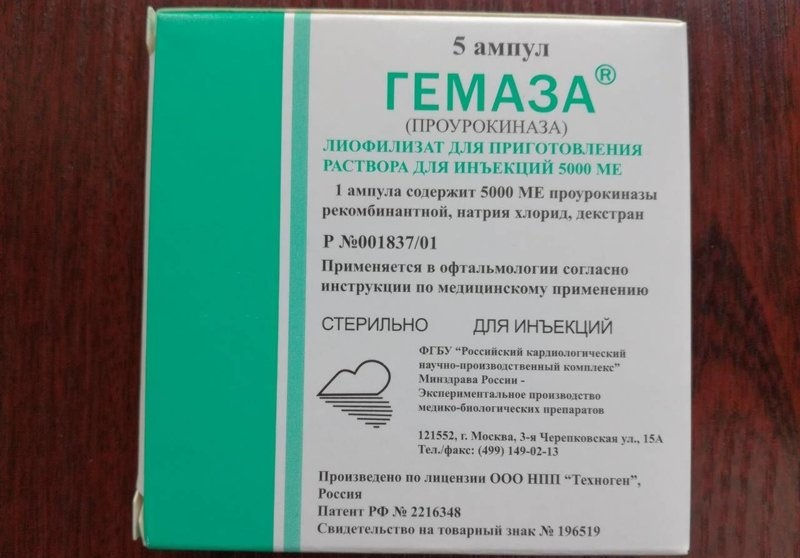 5 ампул
ГЕМАЗА®
(ПРОУРОКИНАЗА)
ЛИОФИЛИЗАТ ДЛЯ ПРИГОТОВЛЕНИЯ
РАСТВОРА ДЛЯ ИНЪЕКЦИЙ 5000 МЕ
1 ампула содержит 5000 МЕ проурокиназы
рекомбинантной, натрия хлорид, декстран
Р №001837/01
Применяется в офтальмологии согласно
инструкции по медицинскому применению
СТЕРИЛЬНО ДЛЯ ИНЪЕКЦИЙ
ФГБУ “Российский кардиологический
научно-производственный комплекс”
Минздрава России -
Экспериментальное производство
медико-биологических препаратов
121552, г. Москва, 3-я Черепковская ул., 15А
Тел./факс: (499) 149-02-13
Произведено по лицензии ООО НПП “Техноген”,
Россия
Патент РФ № 2216348
Свидетельство на товарный знак № 196519